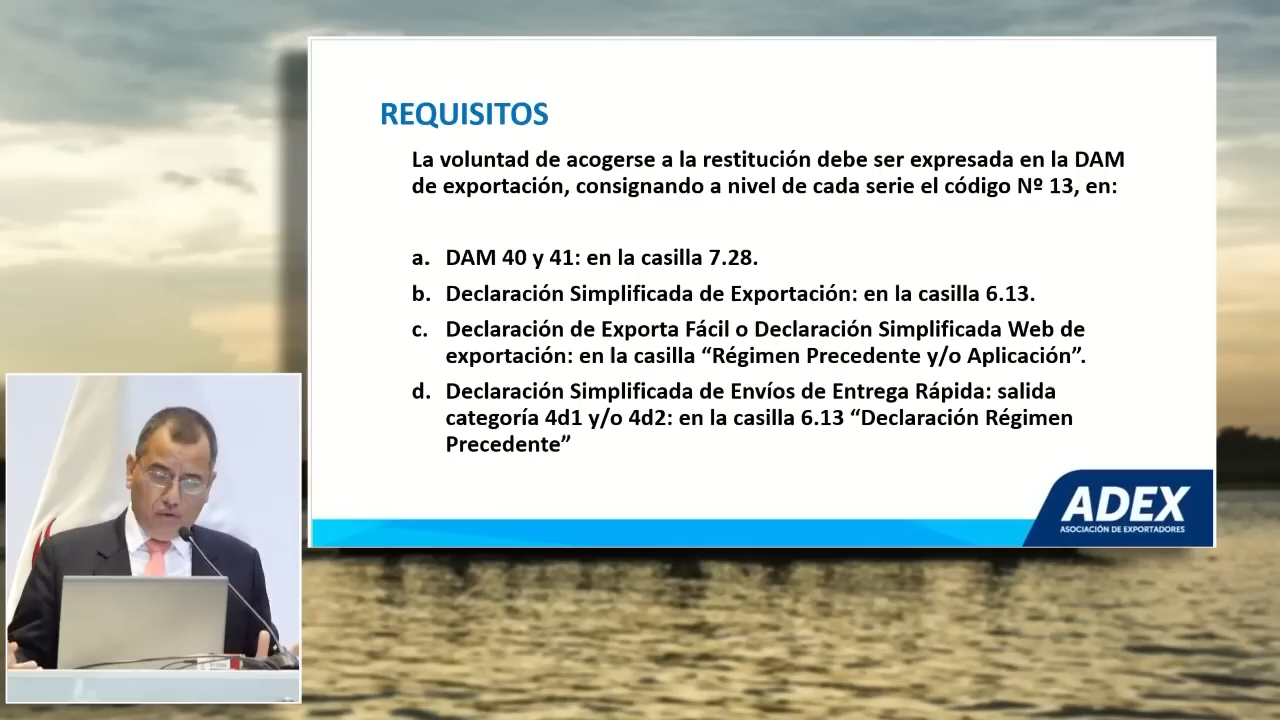 REQUISITOS
La voluntad de acogerse a la restitución debe ser expresada en la DAM
de exportación, consignando a nivel de cada serie el código Nº 13, en:
a. DAM 40 y 41: en la casilla 7.28.
b. Declaración Simplificada de Exportación: en la casilla 6.13.
c. Declaración de Exporta Fácil o Declaración Simplificada Web de
exportación: en la casilla “Régimen Precedente y/o Aplicación”.
d. Declaración Simplificada de Envíos de Entrega Rápida: salida
categoría 4d1 y/o 4d2: en la casilla 6.13 “Declaración Régimen
Precedente”
ADEX
ASOCIACIÓN DE EXPORTADORES